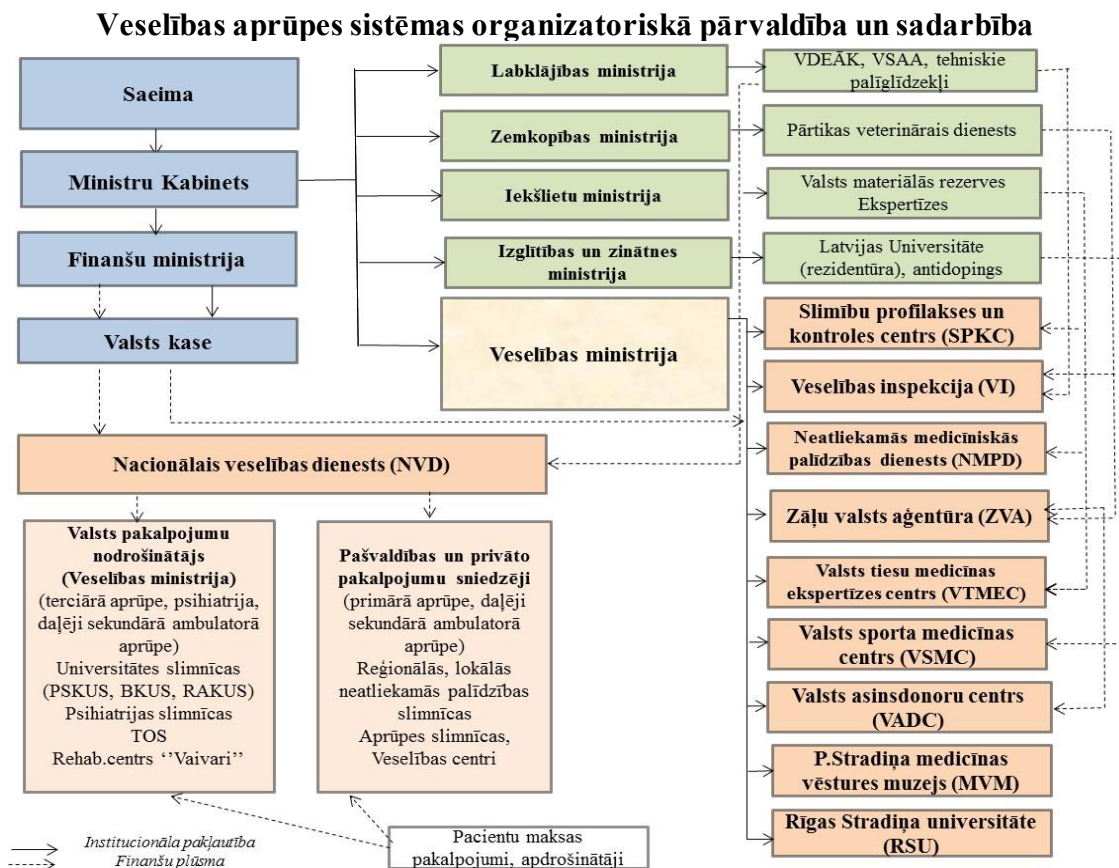 Veselības aprūpes sistēmas organizatoriskā pārvaldība un sadarbība
Saeima
Ministru Kabinets
Finanšu ministrija
Valsts kase
Labklājības ministrija
Zemkopības ministrija
Iekšlietu ministrija
Izglītības un zinātnes
ministrija
Veselības ministrija
VDEĀK, VSAA, tehniskie
palīglīdzekļi
Pārtikas veterinārais dienests
Valsts materiālās rezerves
Ekspertīzes
Latvijas Universitāte
(rezidentūra), antidopings
Slimību profilakses un
kontroles centrs (SPKC)
Veselības inspekcija (VI)
Neatliekamās medicīniskās
palīdzības dienests (NMPD)
Zāļu valsts aģentūra (ZVA)
Valsts tiesu medicīnas
ekspertīzes centrs (VTMEC)
Valsts sporta medicīnas
centrs (VSMC)
Valsts asinsdonoru centrs
(VADC)
P.Stradiņa medicīnas
vēstures muzejs (MVM)
Rīgas Stradiņa universitāte
(RSU)
Nacionālais veselības dienests (NVD)
Valsts pakalpojumu
nodrošinātājs
(Veselības ministrija)
(terciārā aprūpe, psihiatrija,
daļēji sekundārā ambulatorā
aprūpe)
Universitātes slimnīcas
(PSKUS, BKUS, RAKUS)
Psihiatrijas slimnīcas
TOS
Rehab.centrs ‘‘Vaivari’’
Pašvaldības un privāto
pakalpojumu sniedzēji
(primārā aprūpe, daļēji
sekundārā ambulatorā
aprūpe)
Reģionālās, lokālās
neatliekamās palīdzības
slimnīcas
Aprūpes slimnīcas,
Veselības centri
Pacientu maksas
pakalpojumi, apdrošinātāji
Institucionāla pakļautība
Finanšu plūsma